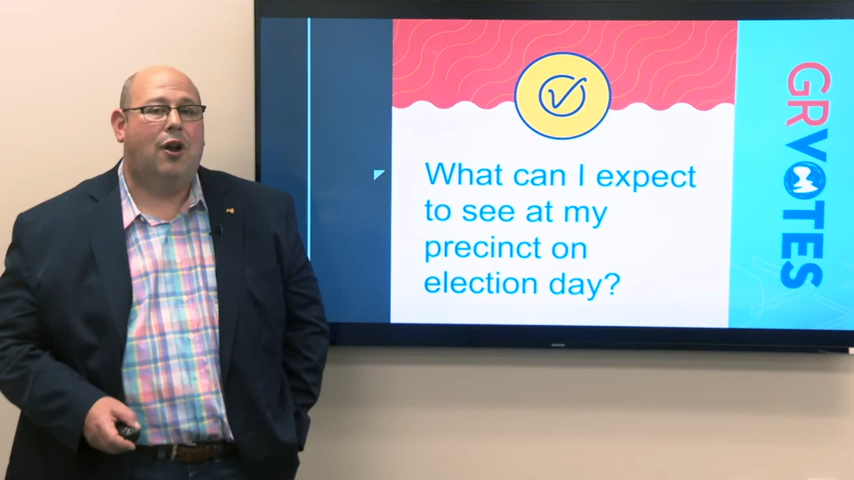 What can I expect
to see at my
precinct on
election day?
GRVOTES